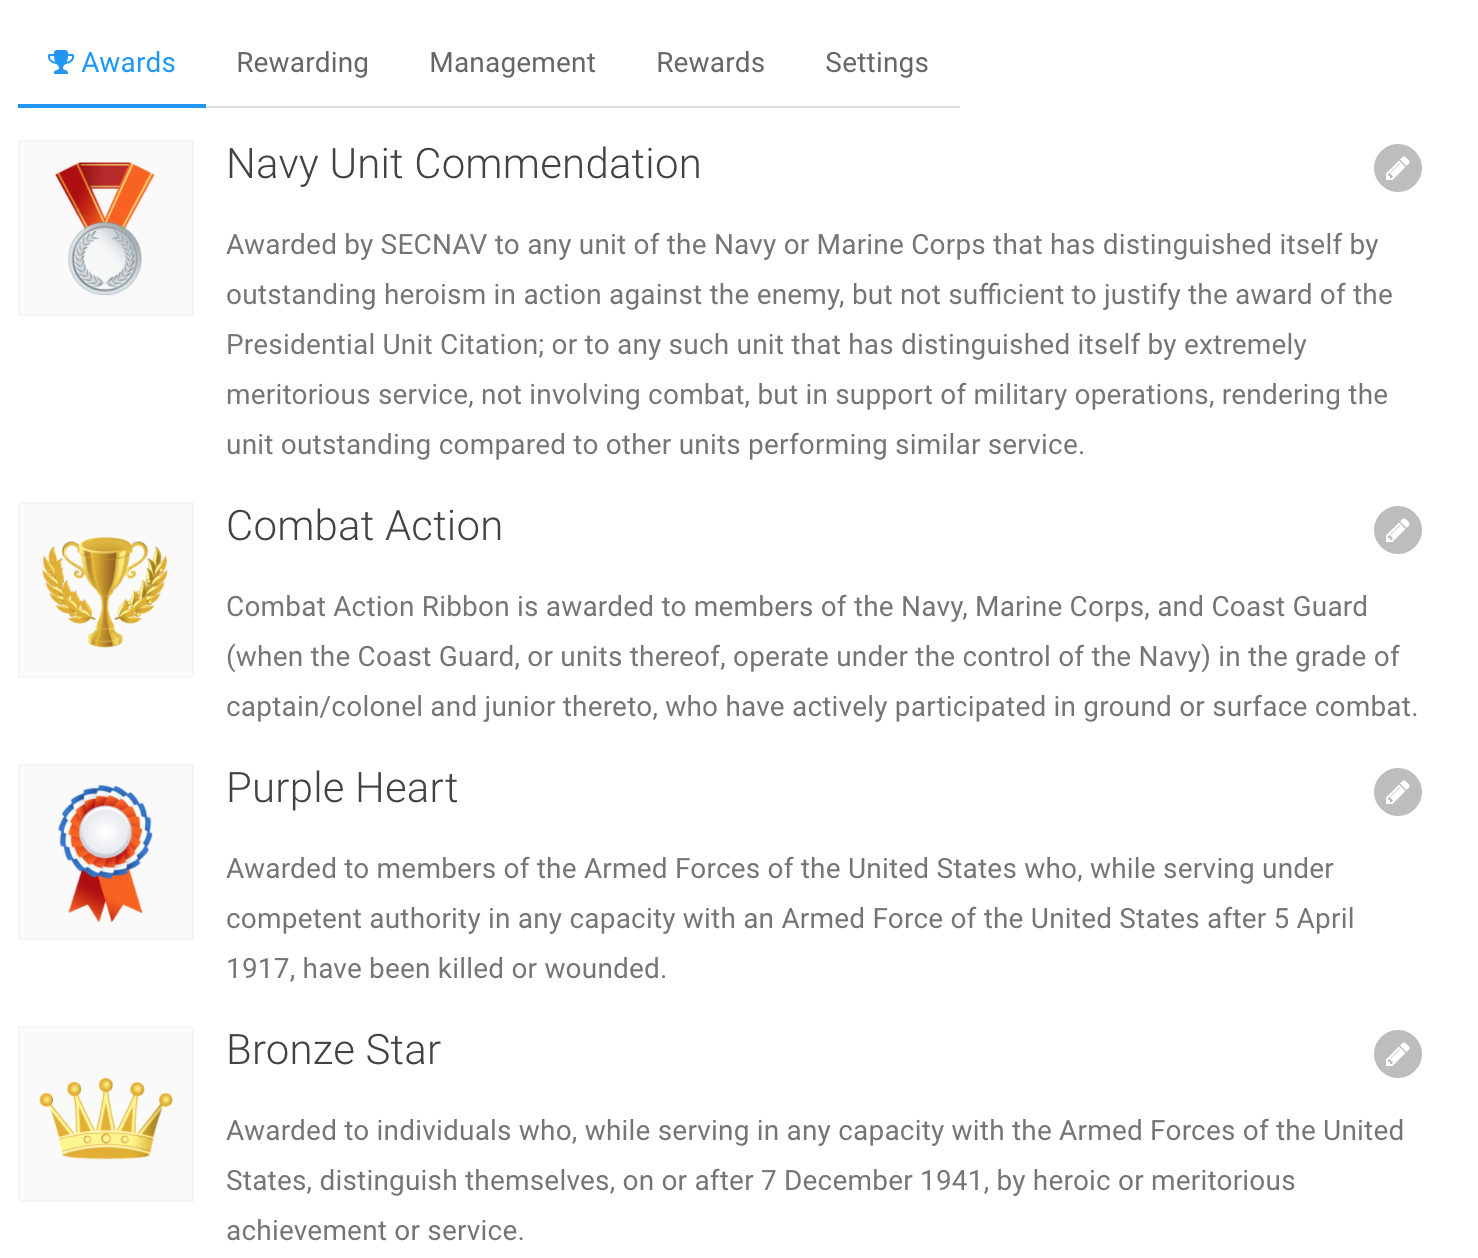 Awards Rewarding Management Rewards Settings
Navy Unit Commendation
Awarded by SECNAV to any unit of the Navy or Marine Corps that has distinguished itself by
outstanding heroism in action against the enemy, but not sufficient to justify the award of the
Presidential Unit Citation; or to any such unit that has distinguished itself by extremely
meritorious service, not involving combat, but in support of military operations, rendering the
unit outstanding compared to other units performing similar service.
Combat Action
Combat Action Ribbon is awarded to members of the Navy, Marine Corps, and Coast Guard
(when the Coast Guard, or units thereof, operate under the control of the Navy) in the grade of
captain/colonel and junior thereto, who have actively participated in ground or surface combat.
Purple Heart
Awarded to members of the Armed Forces of the United States who, while serving under
competent authority in any capacity with an Armed Force of the United States after 5 April
1917, have been killed or wounded.
Bronze Star
Awarded to individuals who, while serving in any capacity with the Armed Forces of the United
States, distinguish themselves, on or after 7 December 1941, by heroic or meritorious
achievement or service.